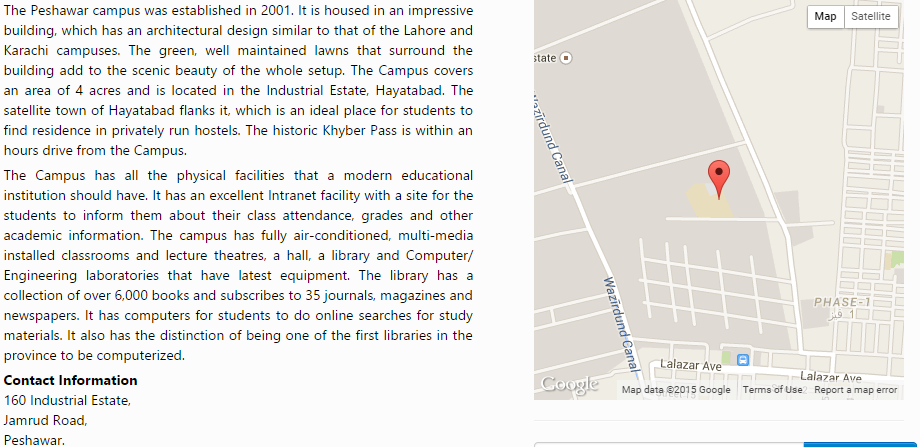 The Peshawar campus was established in 2001. It is housed in an impressive
building, which has an architectural design similar to that of the Lahore and
Karachi campuses. The green, well maintained lawns that surround the
building add to the scenic beauty of the whole setup. The Campus covers
an area of 4 acres and is located in the Industrial Estate, Hayatabad. The
satellite town of Hayatabad flanks it, which is an ideal place for students to
find residence in privately run hostels. The historic Khyber Pass is within an
hours drive from the Campus.
The Campus has all the physical facilities that a modern educational
institution should have. It has an excellent Intranet facility with a site for the
students to inform them about their class attendance, grades and other
academic information. The campus has fully air-conditioned, multi-media
installed classrooms and lecture theatres, a hall, a library and Computer/
Engineering laboratories that have latest equipment. The library has a
collection of over 6,000 books and subscribes to 35 journals, magazines and
newspapers. It has computers for students to do online searches for study
materials. It also has the distinction of being one of the first libraries in the
province to be computerized.
Contact Information
160 Industrial Estate,
Jamrud Road,
Peshawar.
Map Satellite
state
Wazirdund Canal
Wazirdund Canal
PHASE-1
فیز 1
Lalazar Ave
Lalazar Ave
Google
Map data ©2015 Google Terms of Use Report a map error